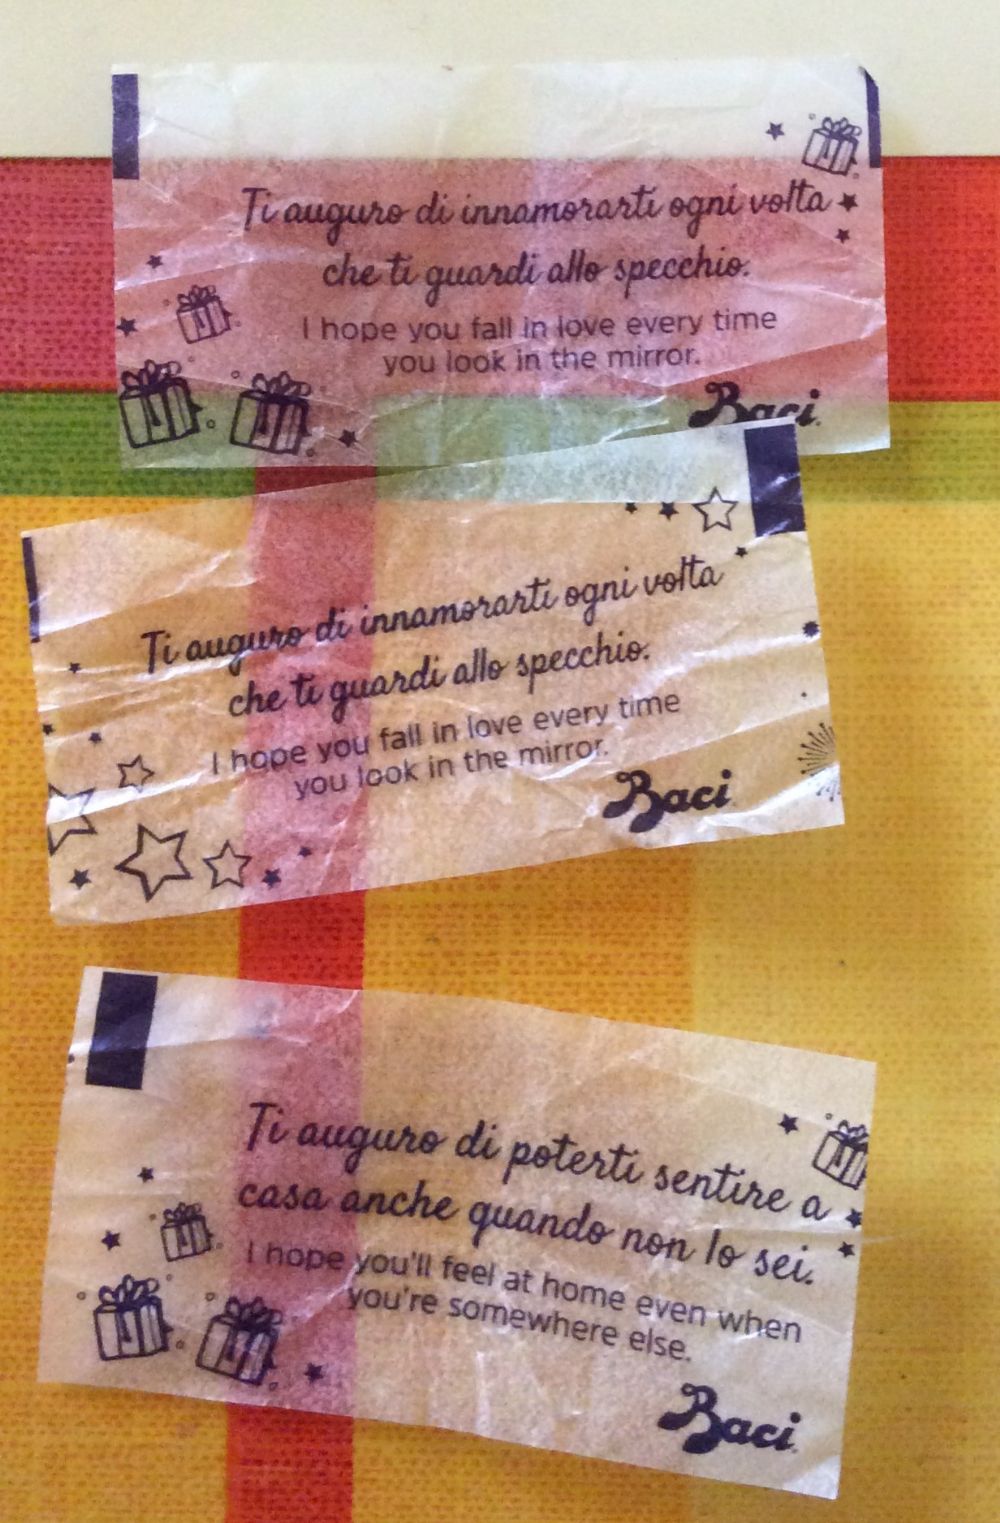 Ti auguro di innamorarti ogni volta
che ti guardi allo specchio.
I hope you fall in love every time
you look in the mirror.
Baci
Ti auguro di innamorarti ogni volta
che ti guardi allo specchio.
I hope you fall in love every time
you look in the mirror.
Baci
Ti auguro di poterti sentire a
casa anche quando non lo sei.
I hope you'll feel at home even when
you're somewhere else.
Baci